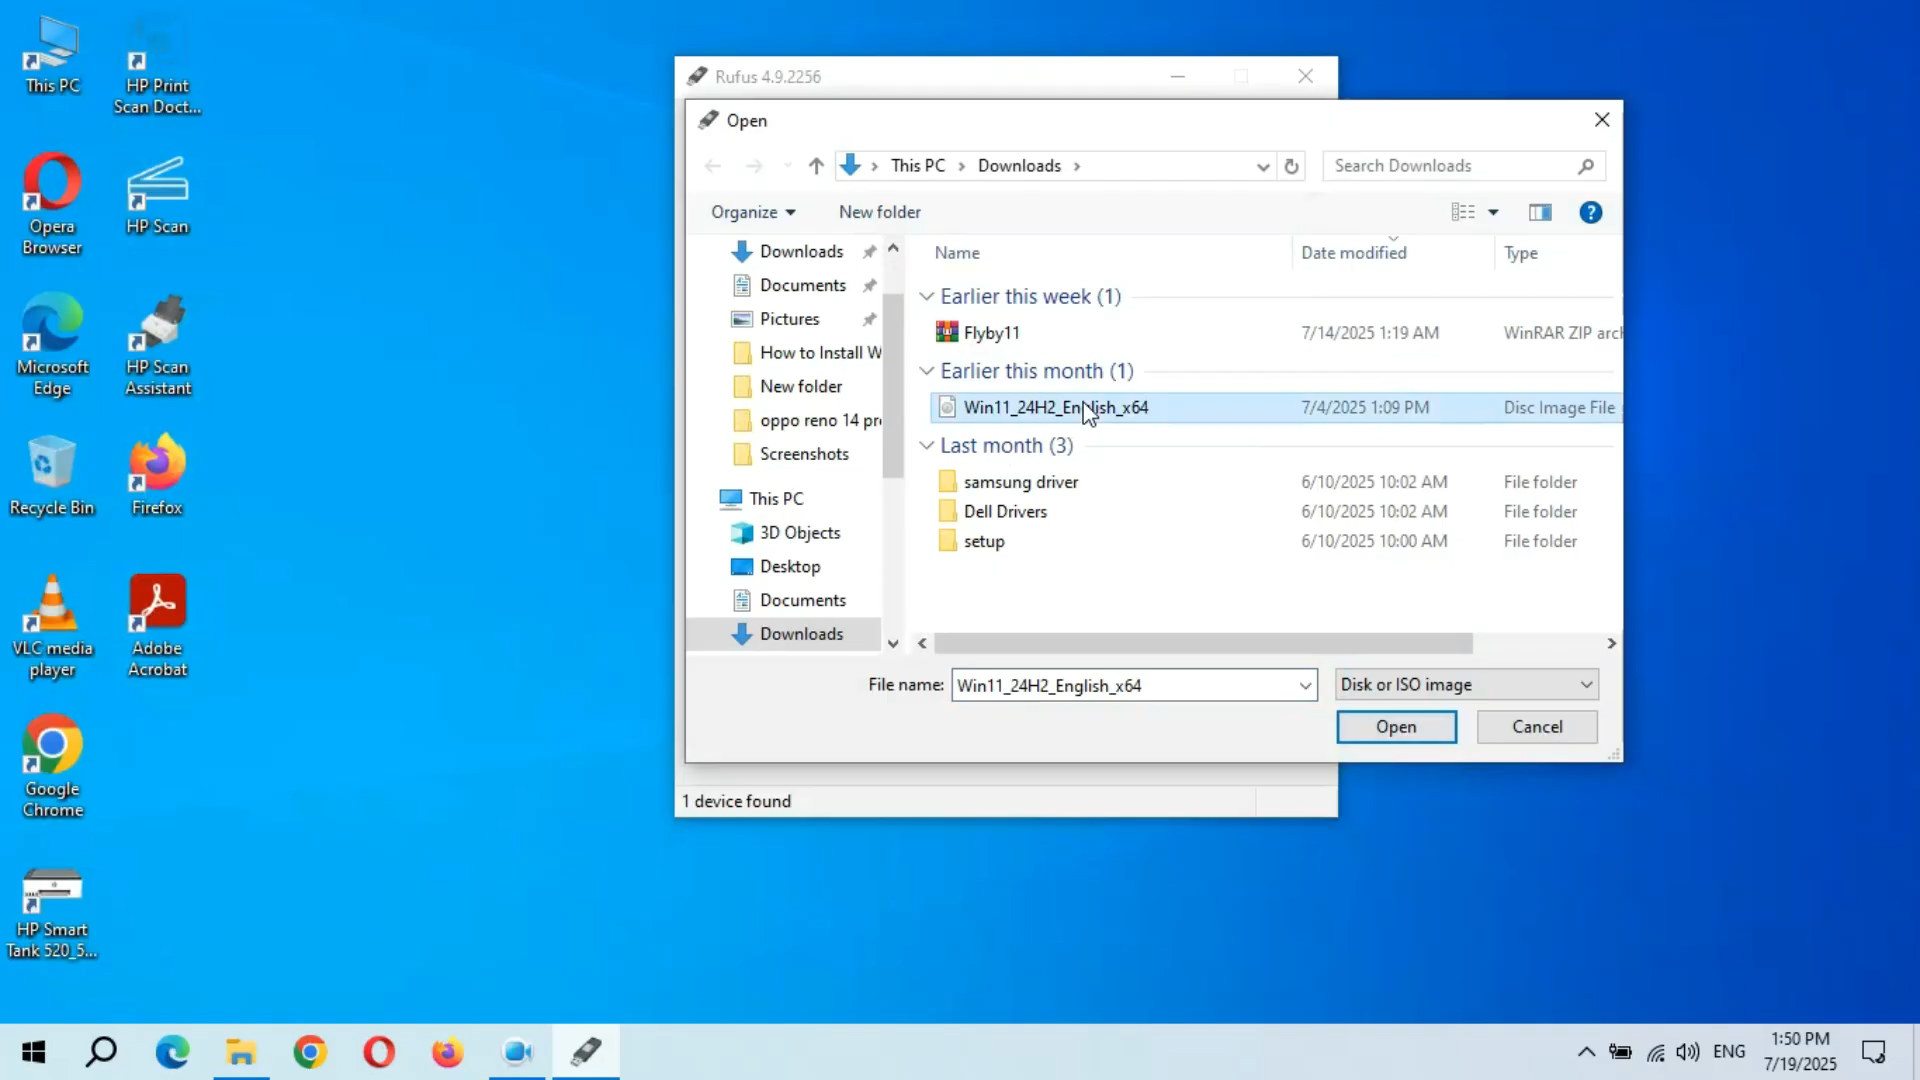 This PC
HP Print
Scan Doct...
Opera
Browser
HP Scan
Microsoft
Edge
HP Scan
Assistant
Recycle Bin
Firefox
VLC media
player
Adobe
Acrobat
Google
Chrome
HP Smart
Tank 520_5...
Rufus 4.9.2256
Open
This PC > Downloads >
Search Downloads
Organize
New folder
Downloads
Documents
Pictures
How to Install W
New folder
oppo reno 14 pr
Screenshots
This PC
3D Objects
Desktop
Documents
Downloads
Name Date modified Type
Earlier this week (1)
Flyby11 7/14/2025 1:19 AM WinRAR ZIP arch
Earlier this month (1)
Win11_24H2_English_x64 7/4/2025 1:09 PM Disc Image File
Last month (3)
samsung driver 6/10/2025 10:02 AM File folder
Dell Drivers 6/10/2025 10:02 AM File folder
setup 6/10/2025 10:00 AM File folder
File name: Win11_24H2_English_x64 Disk or ISO image
Open Cancel
1 device found
ENG
1:50 PM
7/19/2025